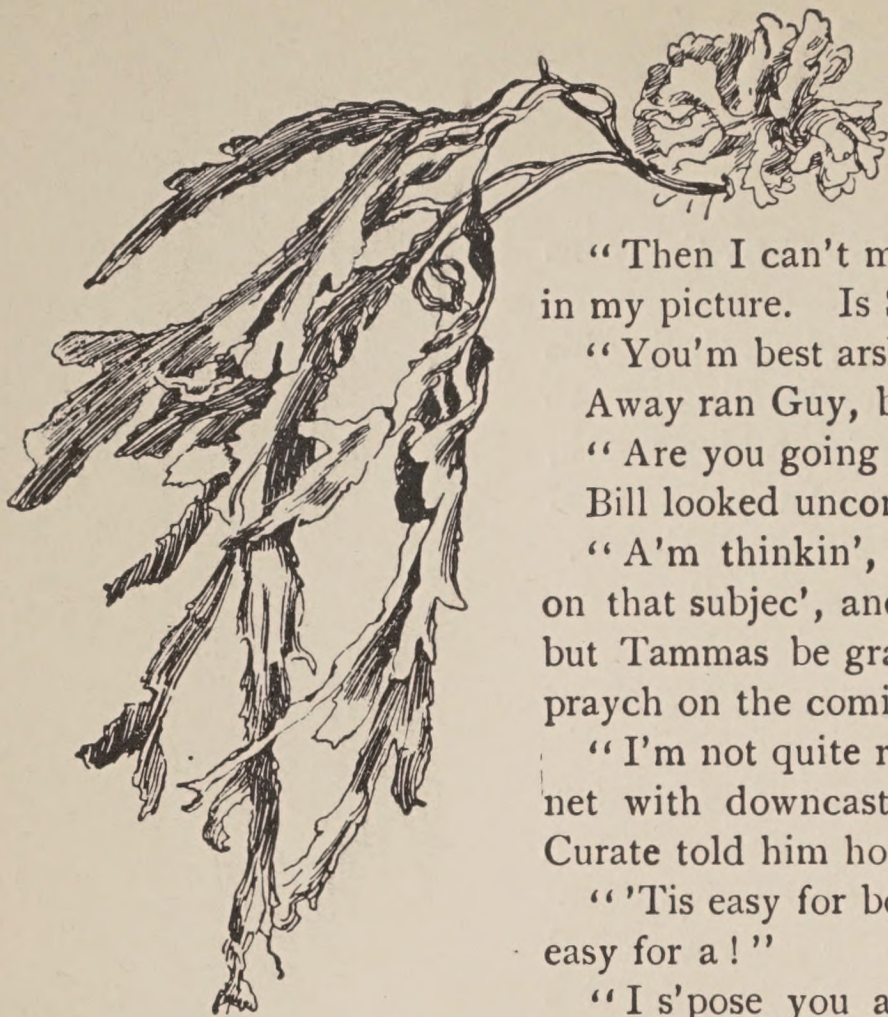 “ Then I can't m
in my picture. Is
“ You'm best ars
Away ran Guy, b
“ Are you going
Bill looked uncor
“ A'm thinkin',
on that subjec', and
but Tammas be gra
praych on the comi
“ I'm not quite r
net with downcast
Curate told him ho
“ 'Tis easy for be
easy for a ! ”
“ I s'pose you a